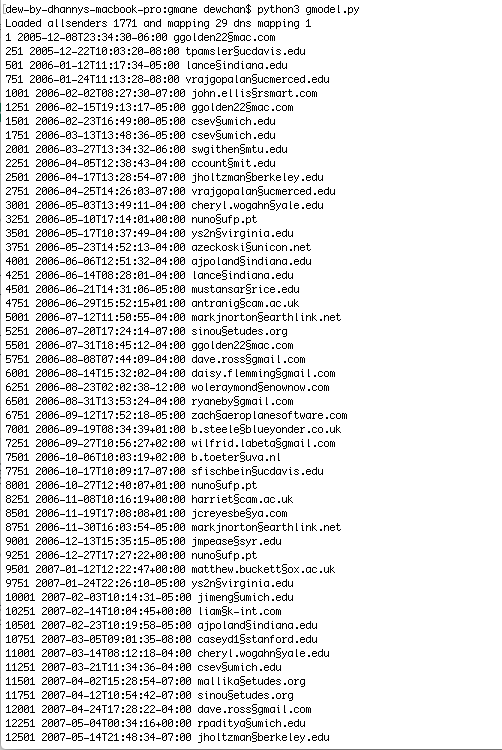 [dew-by-dhannys-macbook-pro:gmane dewchan$ python3 gmodel.py
Loaded allsenders 1771 and mapping 29 dns mapping 1
1 2005-12-08T23:34:30-06:00 ggolden22§mac.com
251 2005-12-22T10:03:20-08:00 tpamsler§ucdavis.edu
501 2006-01-12T11:17:34-05:00 lance§indiana.edu
751 2006-01-24T11:13:28-08:00 vrajgopalan§ucmerced.edu
1001 2006-02-02T08:27:30-07:00 john.ellis§rsmart.com
1251 2006-02-15T19:13:17-05:00 ggolden22§mac.com
1501 2006-02-23T16:49:00-05:00 csev§umich.edu
1751 2006-03-13T13:48:36-05:00 csev§umich.edu
2001 2006-03-27T13:34:32-06:00 swgithen§mtu.edu
2251 2006-04-05T12:38:43-04:00 ccount§mit.edu
2501 2006-04-17T13:28:54-07:00 jholtzman§berkeley.edu
2751 2006-04-25T14:26:03-07:00 vrajgopalan§ucmerced.edu
3001 2006-05-03T13:49:11-04:00 cheryl.wogahn§yale.edu
3251 2006-05-10T17:14:01+00:00 nuno§ufp.pt
3501 2006-05-17T10:37:49-04:00 ys2n§virginia.edu
3751 2006-05-23T14:52:13-04:00 azeckoski§unicon.net
4001 2006-06-06T12:51:32-04:00 ajpoland§indiana.edu
4251 2006-06-14T08:28:01-04:00 lance§indiana.edu
4501 2006-06-21T14:31:06-05:00 mustansar§rice.edu
4751 2006-06-29T15:52:15+01:00 antranig§cam.ac.uk
5001 2006-07-12T11:50:55-04:00 markjnorton§earthlink.net
5251 2006-07-20T17:24:14-07:00 sinou§etudes.org
5501 2006-07-31T18:45:12-04:00 ggolden22§mac.com
5751 2006-08-08T07:44:09-04:00 dave.ross§gmail.com
6001 2006-08-14T15:32:02-04:00 daisy.flemming§gmail.com
6251 2006-08-23T02:02:38-12:00 woleraymond§enownow.com
6501 2006-08-31T13:53:24-04:00 ryaneby§gmail.com
6751 2006-09-12T17:52:18-05:00 zach§aeroplanesoftware.com
7001 2006-09-19T08:34:39+01:00 b.steele§blueyonder.co.uk
7251 2006-09-27T10:56:27+02:00 wilfrid.labeta§gmail.com
7501 2006-10-06T10:03:19+02:00 b.toeter§uva.nl
7751 2006-10-17T10:09:17-07:00 sfischbein§ucdavis.edu
8001 2006-10-27T12:40:07+01:00 nuno§ufp.pt
8251 2006-11-08T10:16:19+00:00 harriet§cam.ac.uk
8501 2006-11-19T17:08:08+01:00 jcreyesbe§ya.com
8751 2006-11-30T16:03:54-05:00 markjnorton§earthlink.net
9001 2006-12-13T15:35:15-05:00 jmpease§syr.edu
9251 2006-12-27T17:27:22+00:00 nuno§ufp.pt
9501 2007-01-12T12:22:47+00:00 matthew.buckett§ox.ac.uk
9751 2007-01-24T22:26:10-05:00 ys2n§virginia.edu
10001 2007-02-03T10:14:31-05:00 jimeng§umich.edu
10251 2007-02-14T10:04:45+00:00 liam§k-int.com
10501 2007-02-23T10:19:58-05:00 ajpoland§indiana.edu
10751 2007-03-05T09:01:35-08:00 caseyd1§stanford.edu
11001 2007-03-14T08:12:18-04:00 cheryl.wogahn§yale.edu
11251 2007-03-21T11:34:36-04:00 csev§umich.edu
11501 2007-04-02T15:28:54-07:00 mallika§etudes.org
11751 2007-04-12T10:54:42-07:00 sinou§etudes.org
12001 2007-04-24T17:28:22-04:00 dave.ross§gmail.com
12251 2007-05-04T00:34:16+00:00 rpaditya§umich.edu
12501 2007-05-14T21:48:34-07:00 jholtzman§berkeley.edu